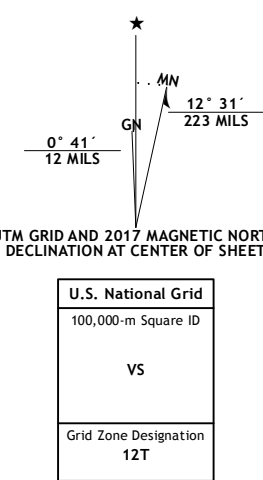 ★
MN
GN
12° 31´
223 MILS
0° 41´
12 MILS
UTM GRID AND 2017 MAGNETIC NORT
DECLINATION AT CENTER OF SHEET
U.S. National Grid
100,000-m Square ID
VS
Grid Zone Designation
12T